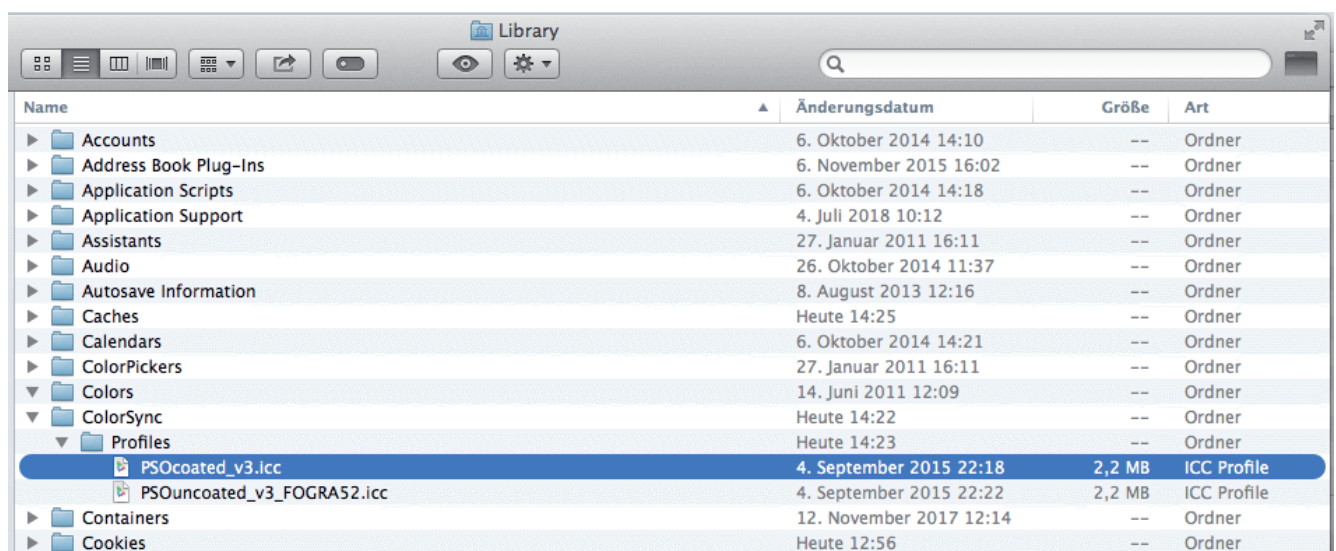 Library
Name Änderungsdatum Größe Art
Accounts 6. Oktober 2014 14:10 -- Ordner
Address Book Plug-Ins 6. November 2015 16:02 -- Ordner
Application Scripts 6. Oktober 2014 14:18 -- Ordner
Application Support 4. Juli 2018 10:12 -- Ordner
Assistants 27. Januar 2011 16:11 -- Ordner
Audio 26. Oktober 2014 11:37 -- Ordner
Autosave Information 8. August 2013 12:16 -- Ordner
Caches Heute 14:25 -- Ordner
Calendars 6. Oktober 2014 14:21 -- Ordner
ColorPickers 27. Januar 2011 16:11 -- Ordner
Colors 14. Juni 2011 12:09 -- Ordner
ColorSync Heute 14:22 -- Ordner
Profiles Heute 14:23 -- Ordner
PSOcoated_v3.icc 4. September 2015 22:18 2,2 MB ICC Profile
PSOuncoated_v3_FOGRA52.icc 4. September 2015 22:22 2,2 MB ICC Profile
Containers 12. November 2017 12:14 -- Ordner
Cookies Heute 12:56 -- Ordner